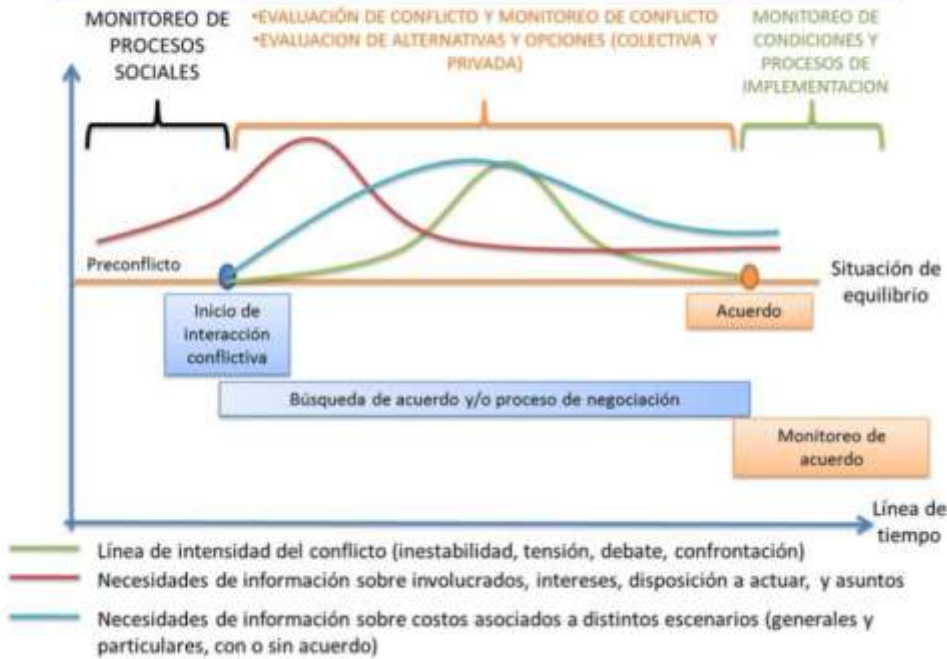 MONITOREO DE
PROCESOS
SOCIALES
•EVALUACIÓN DE CONFLICTO Y MONITOREO DE CONFLICTO
•EVALUACION DE ALTERNATIVAS Y OPCIONES (COLECTIVA Y
PRIVADA)
MONITOREO DE
CONDICIONES Y
PROCESOS DE
IMPLEMENTACION
Preconflicto
Situación de
equilibrio
Inicio de
interacción
conflictiva
Acuerdo
Búsqueda de acuerdo y/o proceso de negociación
Monitoreo de
acuerdo
Línea de
tiempo
Línea de intensidad del conflicto (inestabilidad, tensión, debate, confrontación)
Necesidades de información sobre involucrados, intereses, disposición a actuar, y asuntos
Necesidades de información sobre costos asociados a distintos escenarios (generales y
particulares, con o sin acuerdo)